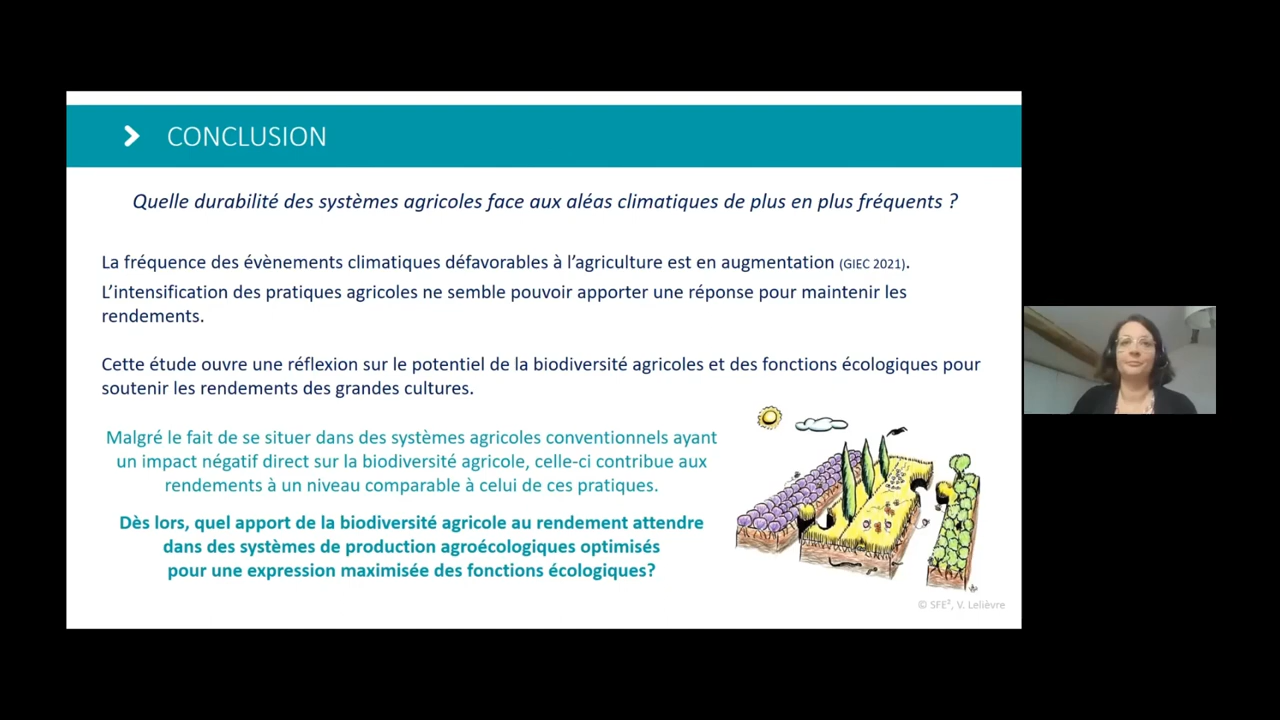 CONCLUSION
Quelle durabilité des systèmes agricoles face aux aléas climatiques de plus en plus fréquents ?
La fréquence des évènements climatiques défavorables à l'agriculture est en augmentation (GIEC 2021).
L'intensification des pratiques agricoles ne semble pouvoir apporter une réponse pour maintenir les
rendements.
Cette étude ouvre une réflexion sur le potentiel de la biodiversité agricoles et des fonctions écologiques pour
soutenir les rendements des grandes cultures.
Malgré le fait de se situer dans des systèmes agricoles conventionnels ayant
un impact négatif direct sur la biodiversité agricole, celle-ci contribue aux
rendements à un niveau comparable à celui de ces pratiques.
Dès lors, quel apport de la biodiversité agricole au rendement attendre
dans des systèmes de production agroécologiques optimisés
pour une expression maximisée des fonctions écologiques?
© SFE², V. Lelièvre